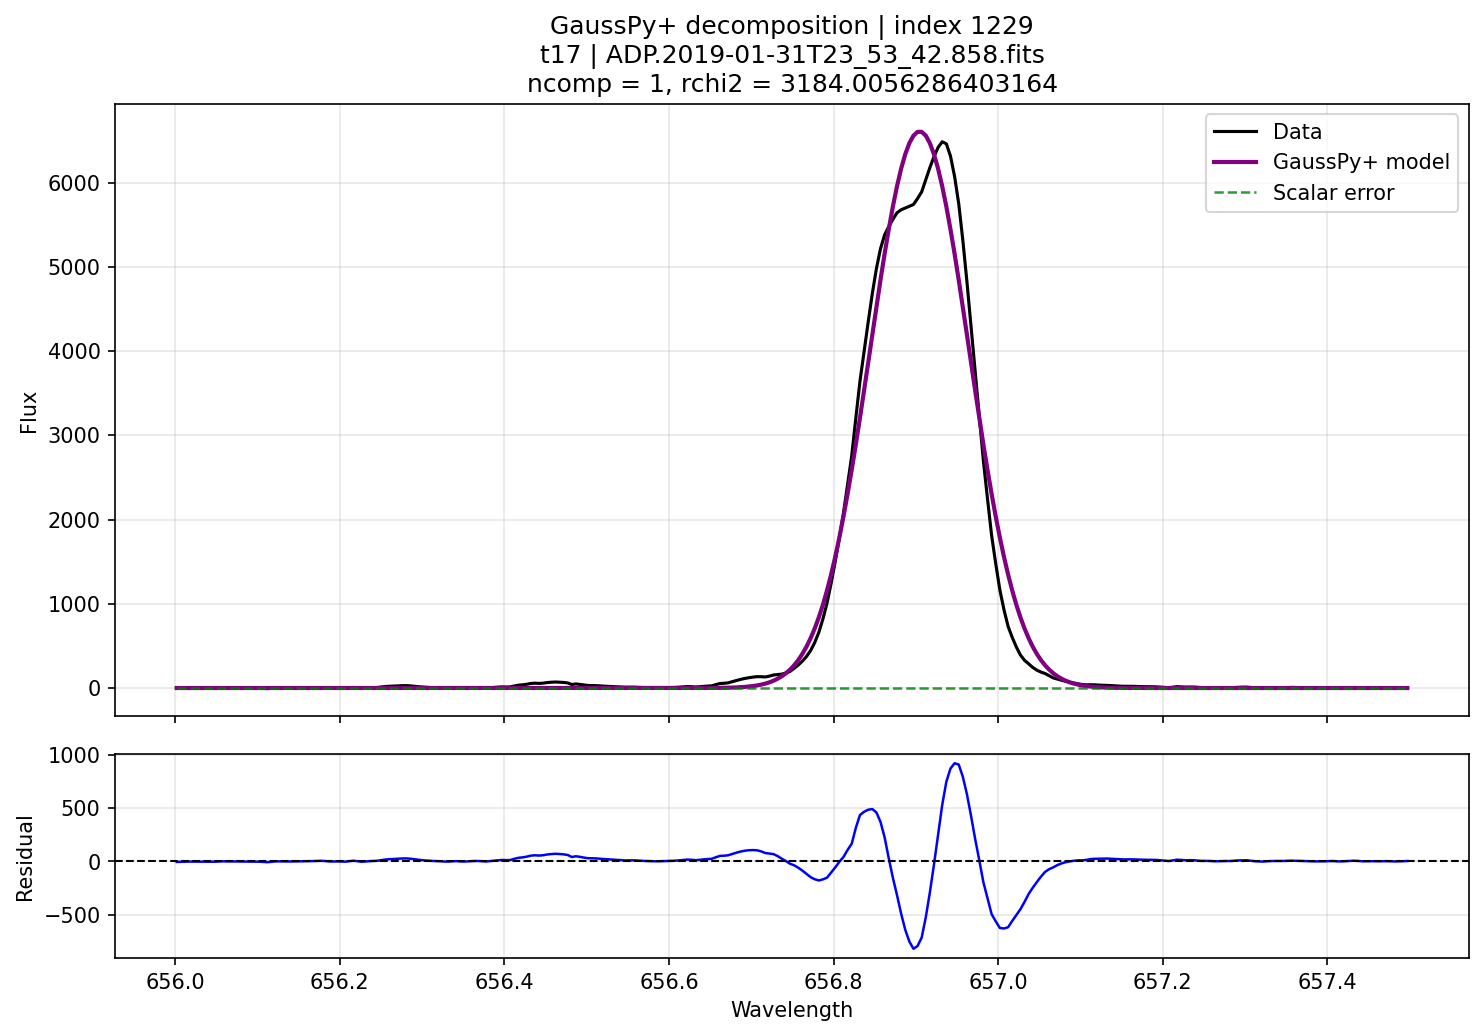 GaussPy+ decomposition | index 1229
t17 | ADP.2019-01-31T23_53_42.858.fits
ncomp = 1, rchi2 = 3184.0056286403164
Data
GaussPy+ model
Scalar error
Flux
6000
5000
4000
3000
2000
1000
0
Residual
1000
500
0
−500
656.0
656.2
656.4
656.6
656.8
657.0
657.2
657.4
Wavelength